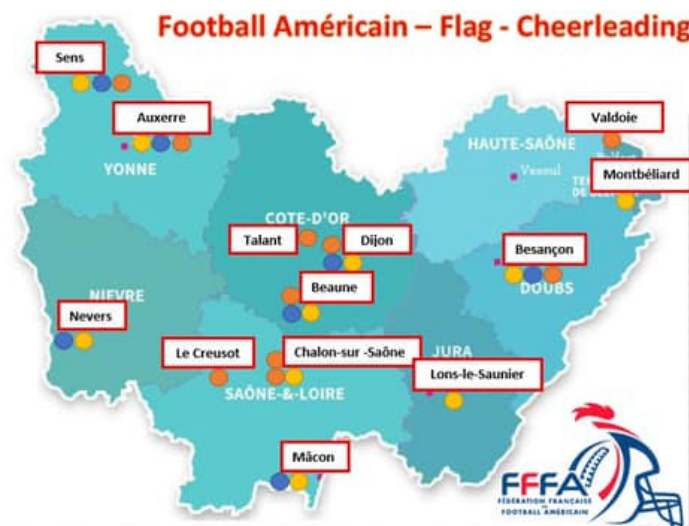 Football Américain – Flag - Cheerleading
Sens
Auxerre
YONNE
HAUTE-SAÔNE
Vesoul
Valdoie
Montbéliard
COTE-D'OR
Talant
Dijon
Besançon
DOUBS
Beaune
NIEVRE
Nevers
Le Creusot
Chalon-sur -Saône
JURA
Lons-le-Saunier
SAÔNE-&-LOIRE
Mâcon
FFFA
FÉDÉRATION FRANÇAISE
DE
FOOTBALL AMÉRICAIN